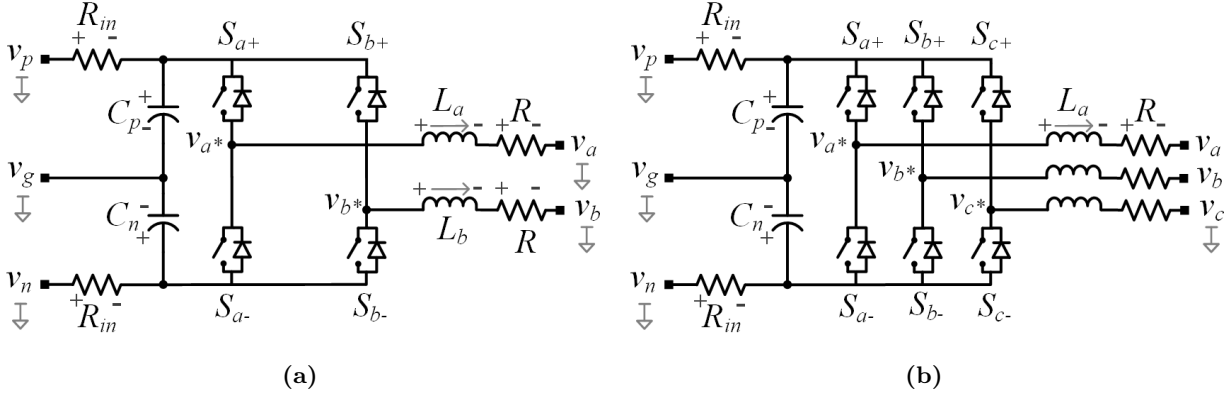 R_in S_a+ S_b+
v_p
C_p
L_a R
v_a*
v_a
v_g
v_b*
v_b
C_n
L_b R
v_n
R_in S_a- S_b-
(a)
R_in S_a+ S_b+ S_c+
v_p
C_p
L_a R
v_a*
v_a
v_g
v_b*
v_b
v_c*
v_c
C_n
v_n
R_in S_a- S_b- S_c-
(b)